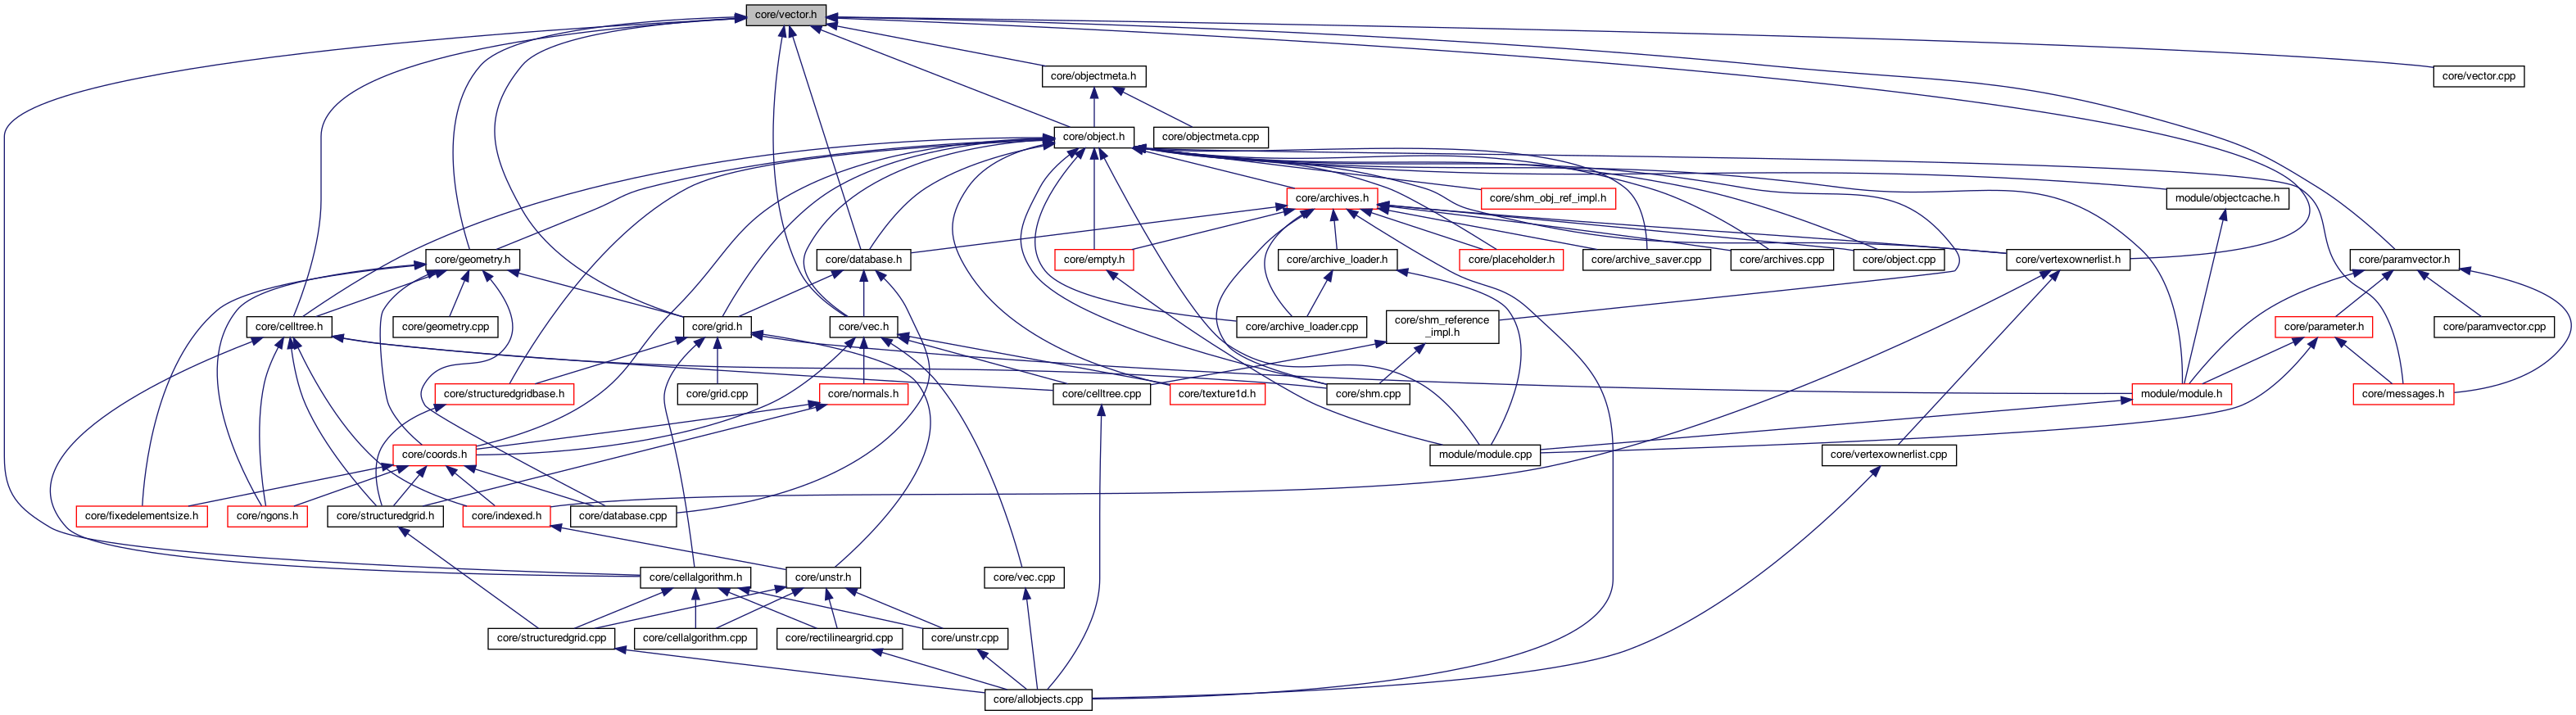 core/vector.h
core/objectmeta.h
core/vector.cpp
core/object.h
core/objectmeta.cpp
core/archives.h
core/shm_obj_ref_impl.h
module/objectcache.h
core/geometry.h
core/database.h
core/empty.h
core/archive_loader.h
core/placeholder.h
core/archive_saver.cpp
core/archives.cpp
core/object.cpp
core/vertexownerlist.h
core/paramvector.h
core/celltree.h
core/geometry.cpp
core/grid.h
core/vec.h
core/archive_loader.cpp
core/shm_reference
_impl.h
core/parameter.h
core/paramvector.cpp
core/structuredgridbase.h
core/grid.cpp
core/normals.h
core/celltree.cpp
core/texture1d.h
core/shm.cpp
module/module.h
core/messages.h
core/coords.h
module/module.cpp
core/vertexownerlist.cpp
core/fixedelementsize.h
core/ngons.h
core/structuredgrid.h
core/indexed.h
core/database.cpp
core/cellalgorithm.h
core/unstr.h
core/vec.cpp
core/structuredgrid.cpp
core/cellalgorithm.cpp
core/rectilineargrid.cpp
core/unstr.cpp
core/allobjects.cpp